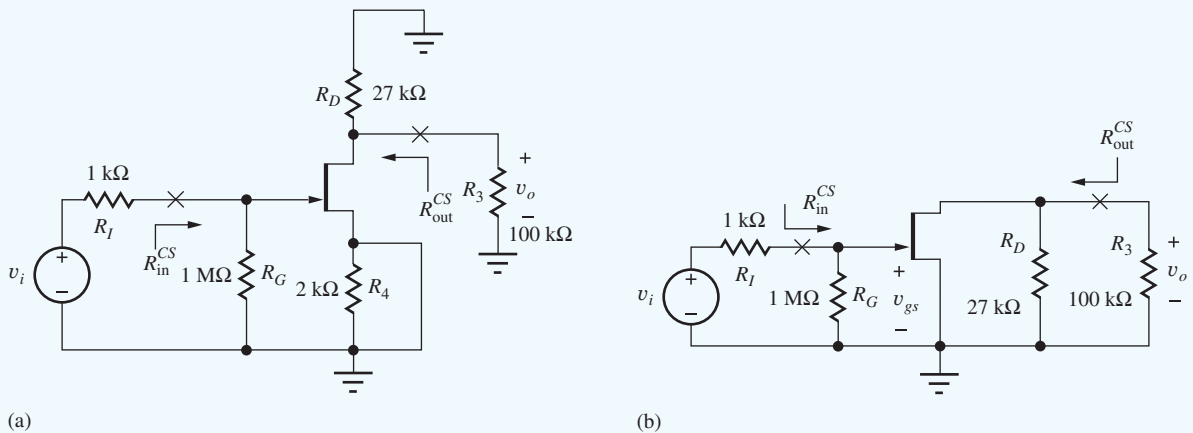 R_D
27 kΩ
1 kΩ
R_I
R_in^CS
R_out^CS
R_3
+
v_o
−
100 kΩ
v_i
+
−
1 MΩ
R_G
2 kΩ
R_4
(a)
R_out^CS
R_in^CS
1 kΩ
R_I
v_i
+
−
1 MΩ
R_G
+
v_gs
−
R_D
27 kΩ
R_3
100 kΩ
+
v_o
−
(b)